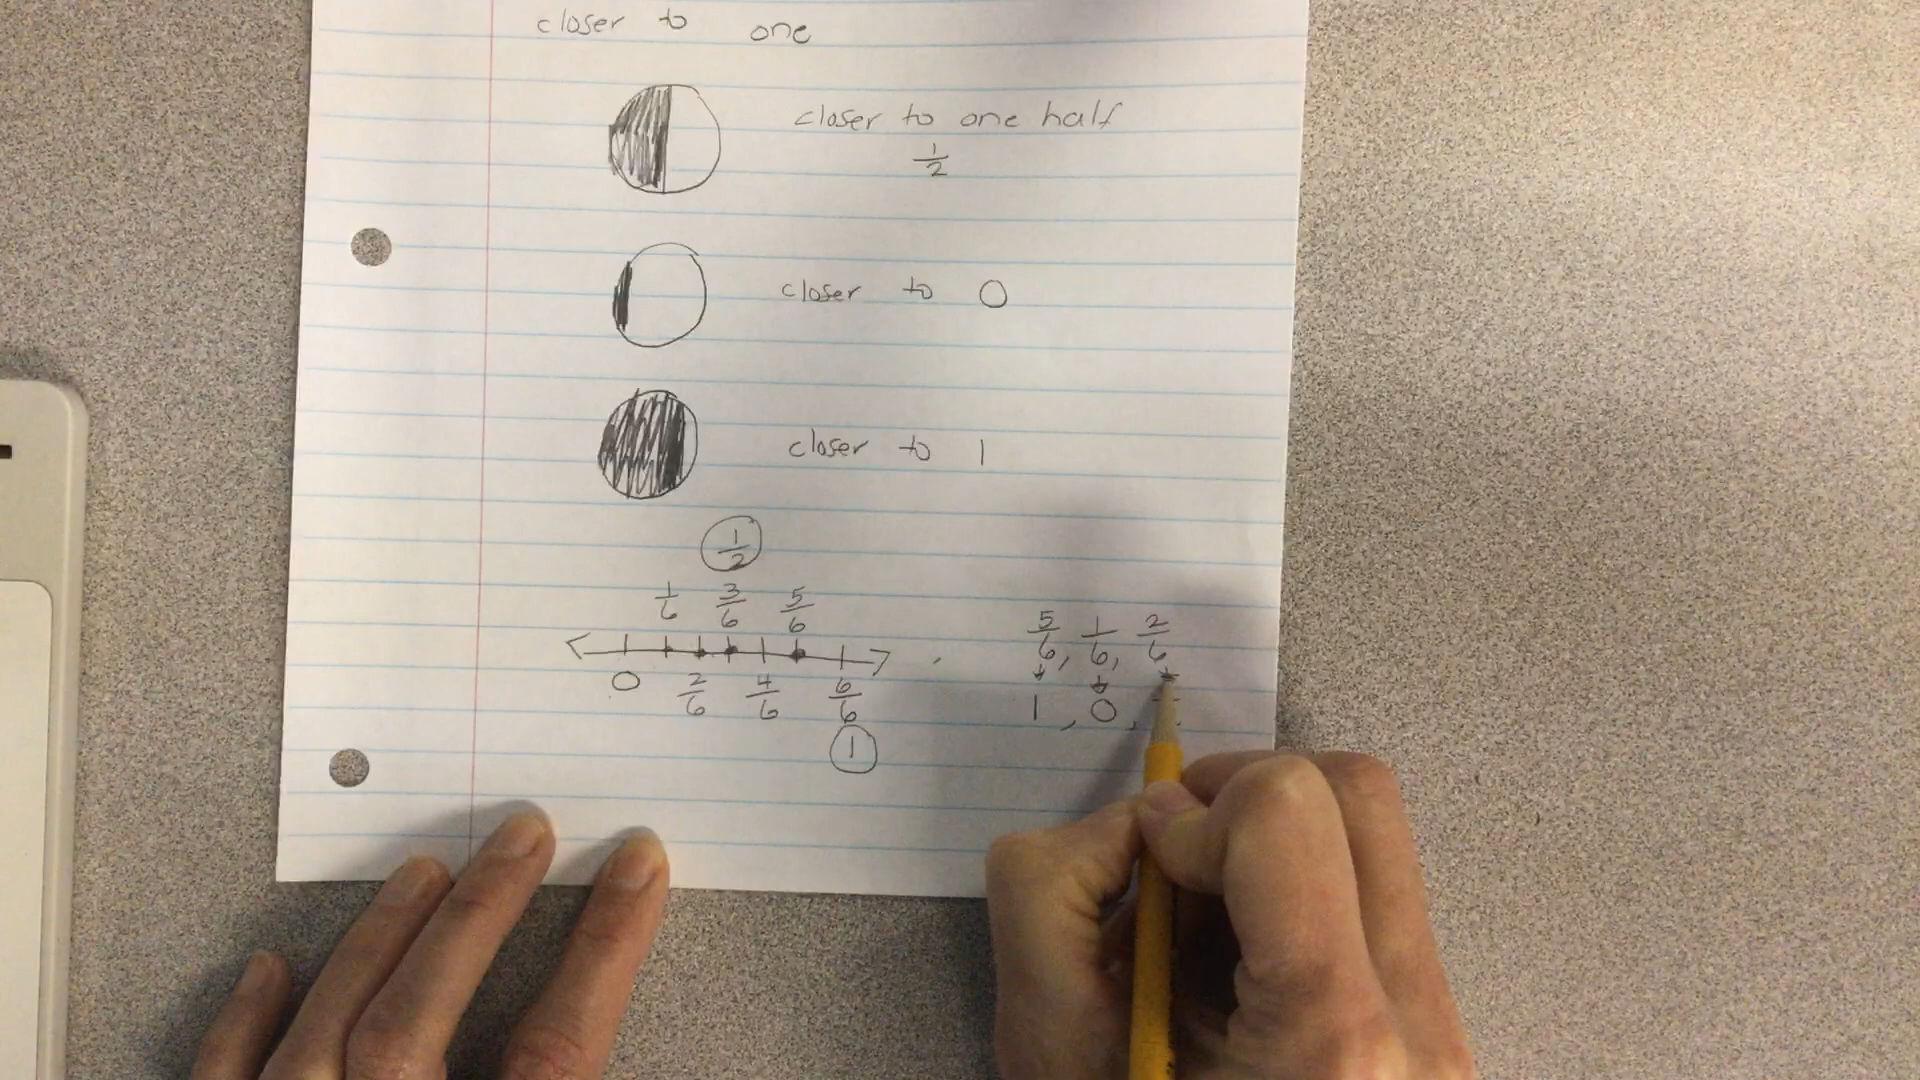 closer to one
closer to one half
1/2
closer to 0
closer to 1
1/2
1/6 3/6 5/6
0 2/6 4/6 6/6
1
5/6, 1/6, 2/6
1, 0,